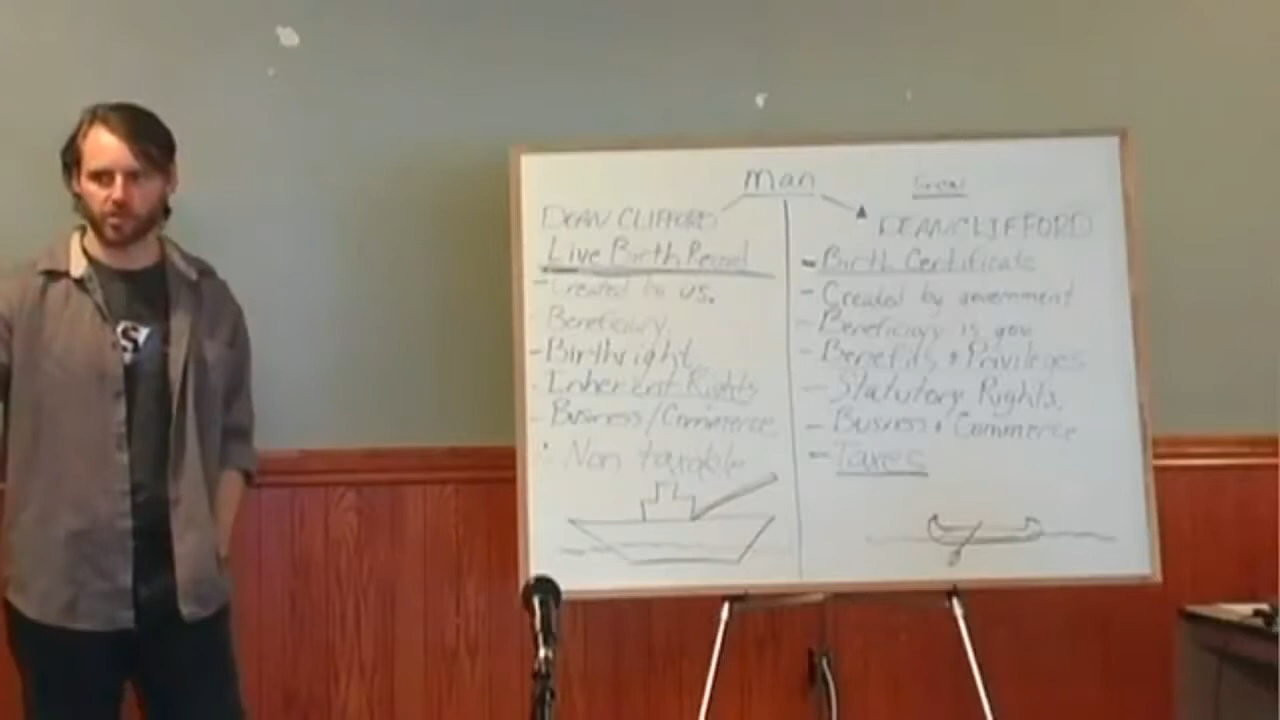 Man
DEAN CLIFFORD
Live Birth Record
- Created by us.
- Beneficiary
- Birthright
- Inherent Rights
- Business/Commerce
- Non taxable
DEAN CLIFFORD
- Birth Certificate
- Created by government
- Beneficiary is gov
- Benefits + Privileges
- Statutory Rights.
- Business + Commerce
- Taxes
S